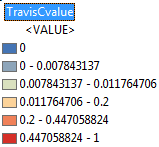 TravisCvalue
<VALUE>
0
0 - 0.007843137
0.007843137 - 0.011764706
0.011764706 - 0.2
0.2 - 0.447058824
0.447058824 - 1